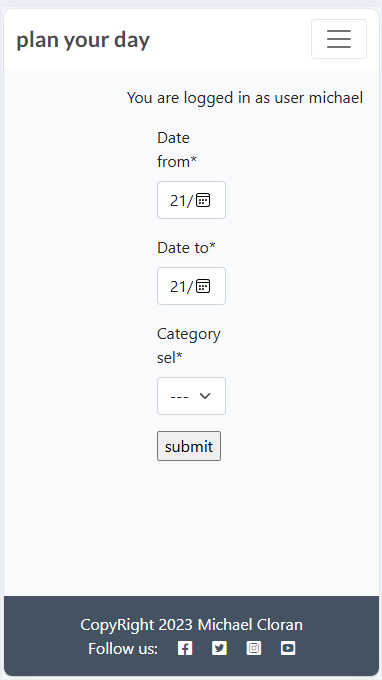 plan your day
You are logged in as user michael
Date
from*
21/
Date to*
21/
Category
sel*
---
submit
CopyRight 2023 Michael Cloran
Follow us: